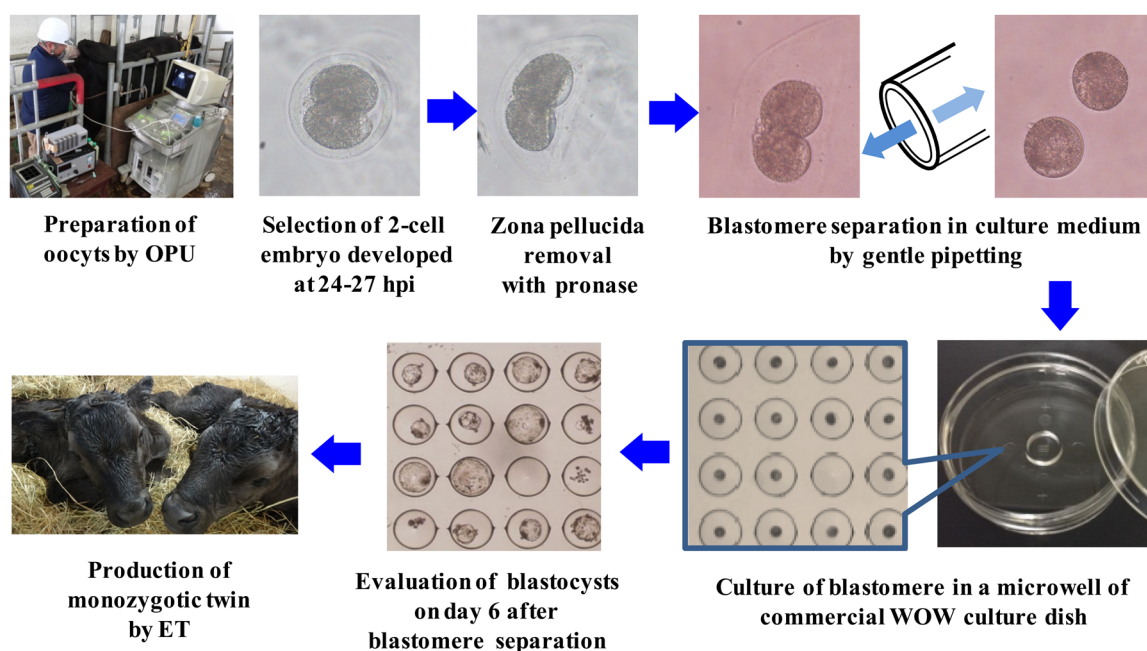 Preparation of
oocyts by OPU
Selection of 2-cell
embryo developed
at 24-27 hpi
Zona pellucida
removal
with pronase
Blastomere separation in culture medium
by gentle pipetting
Production of
monozygotic twin
by ET
Evaluation of blastocysts
on day 6 after
blastomere separation
Culture of blastomere in a microwell of
commercial WOW culture dish